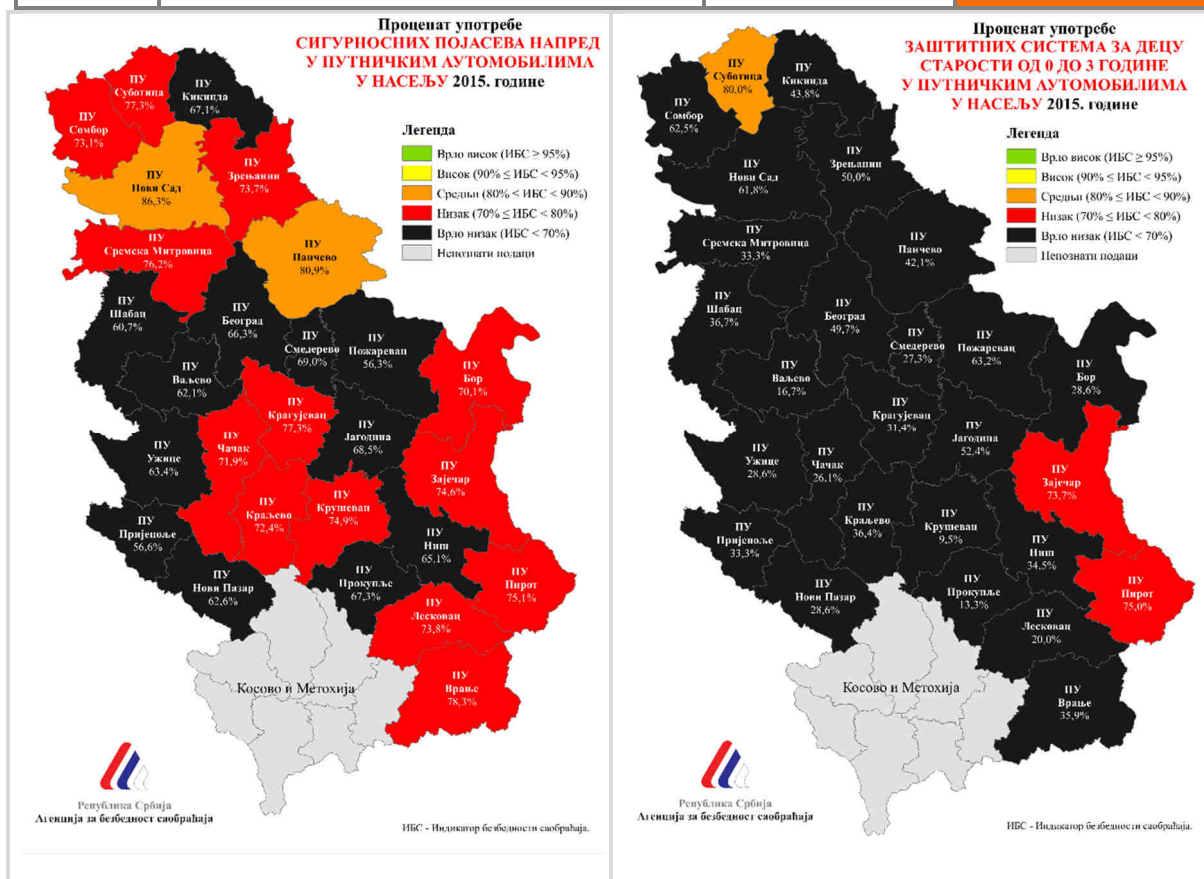 Проценат употребе
СИГУРНОСНИХ ПОЈАСЕВА НАПРЕД
У ПУТНИЧКИМ АУТОМОБИЛИМА
У НАСЕЉУ 2015. године
Легенда
Врло висок (ИБС ≥ 95%)
Висок (90% ≤ ИБС < 95%)
Средњи (80% ≤ ИБС < 90%)
Низак (70% ≤ ИБС < 80%)
Врло низак (ИБС < 70%)
Непознати подаци
ПУ
Суботица
77,3%
ПУ
Кикинда
67,1%
ПУ
Сомбор
73,1%
ПУ
Нови Сад
86,3%
ПУ
Зрењанин
73,7%
ПУ
Сремска Митровица
76,2%
ПУ
Панчево
80,9%
ПУ
Шабац
60,7%
ПУ
Београд
66,3%
ПУ
Смедерево
69,0%
ПУ
Пожаревац
56,3%
ПУ
Бор
70,1%
ПУ
Ваљево
62,1%
ПУ
Крагујевац
77,3%
ПУ
Јагодина
68,5%
ПУ
Ужице
63,4%
ПУ
Чачак
71,9%
ПУ
Зајечар
74,6%
ПУ
Краљево
72,4%
ПУ
Крушевац
74,9%
ПУ
Пријепоље
56,6%
ПУ
Ниш
65,1%
ПУ
Нови Пазар
62,6%
ПУ
Прокупље
67,3%
ПУ
Пирот
75,1%
ПУ
Лесковац
73,8%
ПУ
Врање
78,3%
Косово и Метохија
Република Србија
Агенција за безбедност саобраћаја
ИБС - Индикатор безбедности саобраћаја.
Проценат употребе
ЗАШТИТНИХ СИСТЕМА ЗА ДЕЦУ
СТАРОСТИ ОД 0 ДО 3 ГОДИНЕ
У ПУТНИЧКИМ АУТОМОБИЛИМА
У НАСЕЉУ 2015. године
Легенда
Врло висок (ИБС ≥ 95%)
Висок (90% ≤ ИБС < 95%)
Средњи (80% ≤ ИБС < 90%)
Низак (70% ≤ ИБС < 80%)
Врло низак (ИБС < 70%)
Непознати подаци
ПУ
Суботица
80,0%
ПУ
Кикинда
43,8%
ПУ
Сомбор
62,5%
ПУ
Нови Сад
61,8%
ПУ
Зрењанин
50,0%
ПУ
Сремска Митровица
33,3%
ПУ
Панчево
42,1%
ПУ
Шабац
36,7%
ПУ
Београд
49,7%
ПУ
Смедерево
27,3%
ПУ
Пожаревац
63,2%
ПУ
Бор
28,6%
ПУ
Ваљево
16,7%
ПУ
Крагујевац
31,4%
ПУ
Јагодина
52,4%
ПУ
Ужице
28,6%
ПУ
Чачак
26,1%
ПУ
Зајечар
73,7%
ПУ
Краљево
36,4%
ПУ
Крушевац
9,5%
ПУ
Пријепоље
33,3%
ПУ
Ниш
34,5%
ПУ
Нови Пазар
28,6%
ПУ
Прокупље
13,3%
ПУ
Пирот
75,0%
ПУ
Лесковац
20,0%
ПУ
Врање
35,9%
Косово и Метохија
Република Србија
Агенција за безбедност саобраћаја
ИБС - Индикатор безбедности саобраћаја.